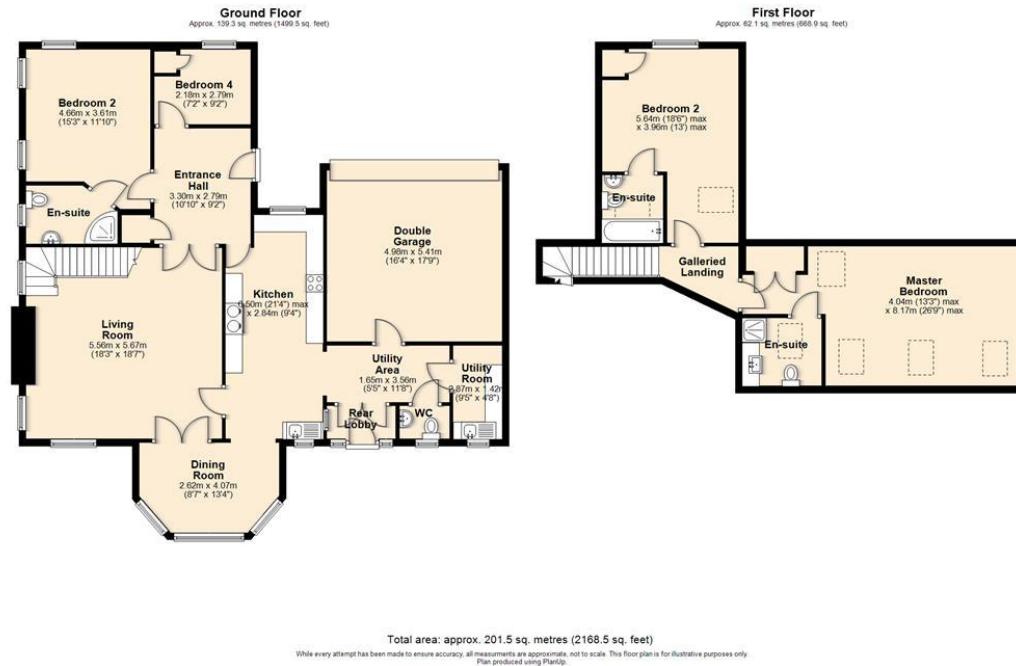 Ground Floor
Approx. 139.3 sq. metres (1499.5 sq. feet)
Bedroom 2
4.66m x 3.61m
(15'3" x 11'10")
Bedroom 4
2.18m x 2.79m
(7'2" x 9'2")
Entrance
Hall
3.30m x 2.79m
(10'10" x 9'2")
En-suite
Double
Garage
4.98m x 5.41m
(16'4" x 17'9")
Kitchen
6.50m (21'4") max
x 2.84m (9'4")
Living
Room
5.56m x 5.67m
(18'3" x 18'7")
Utility
Area
1.65m x 3.56m
(5'5" x 11'8")
Utility
Room
2.87m x 1.42m
(9'5" x 4'8")
Rear
Lobby
WC
Dining
Room
2.62m x 4.07m
(8'7" x 13'4")
First Floor
Approx. 62.1 sq. metres (668.9 sq. feet)
Bedroom 2
5.64m (18'6") max
x 3.96m (13') max
En-suite
Galleried
Landing
Master
Bedroom
4.04m (13'3") max
x 8.17m (26'9") max
En-suite
Total area: approx. 201.5 sq. metres (2168.5 sq. feet)
While every attempt has been made to ensure accuracy, all measurments are approximate, not to scale. This floor plan is for illustrative purposes only.
Plan produced using PlanUp.